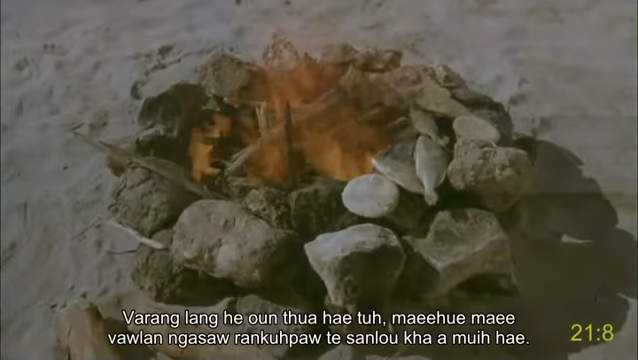 Varang lang he oun thua hae tuh, maeehue maee
vawlan ngasaw rankuhpaw te sanlou kha a muih hae.
21:8